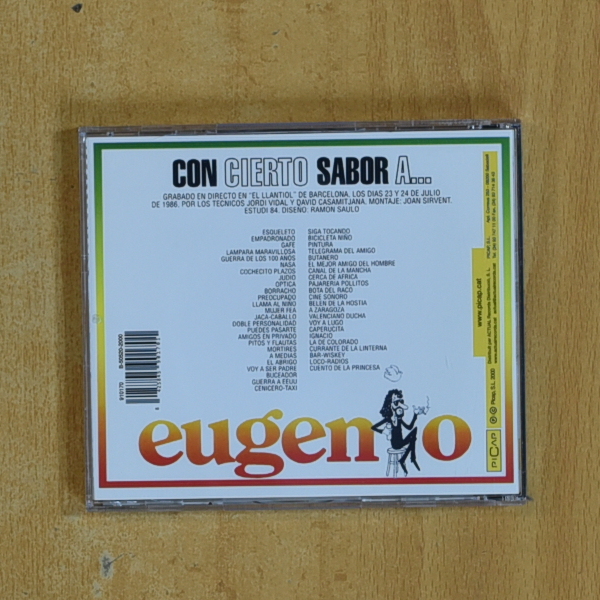 CON CIERTO SABOR A...
GRABADO EN DIRECTO EN "EL LLANTIOL" DE BARCELONA, LOS DIAS 23 Y 24 DE JULIO
DE 1986. POR LOS TECNICOS JORDI VIDAL Y DAVID CASAMITJANA. MONTAJE: JOAN SIRVENT.
ESTUDI 84. DISEÑO: RAMON SAULO
ESQUELETO
EMPADRONADO
GAFE
LAMPARA MARAVILLOSA
GUERRA DE LOS 100 AÑOS
NASA
COCHECITO PLAZOS
JUDIO
OPTICA
BORRACHO
PREOCUPADO
LLAMA AL NIÑO
MUJER FEA
JACA-CABALLO
DOBLE PERSONALIDAD
PUEDES PASARTE
AMIGOS EN PRIVADO
PITOS Y FLAUTAS
MORTIRES
A MEDIAS
EL ABRIGO
VOY A SER PADRE
BUCEADOR
GUERRA A EEUU
CENICERO-TAXI
SIGA TOCANDO
BICICLETA NIÑO
PINTURA
TELEGRAMA DEL AMIGO
BUTANERO
EL MEJOR AMIGO DEL HOMBRE
CANAL DE LA MANCHA
CERCA DE AFRICA
PAJARERIA POLLITOS
BOTA DEL RACO
CINE SONORO
BELEN DE LA HOSTIA
A ZARAGOZA
VALENCIANO DUCHA
VOY A LUGO
CAPERUCITA
IGNACIO
LA DE COLORADO
CURRANTE DE LA LINTERNA
BAR-WISKEY
LOCO-RADIOS
CUENTO DE LA PRINCESA
eugenio
910170
B-50520-2000
www.picap.cat
PICAP, S.L.
Picap, S.L. 2000
PICAP